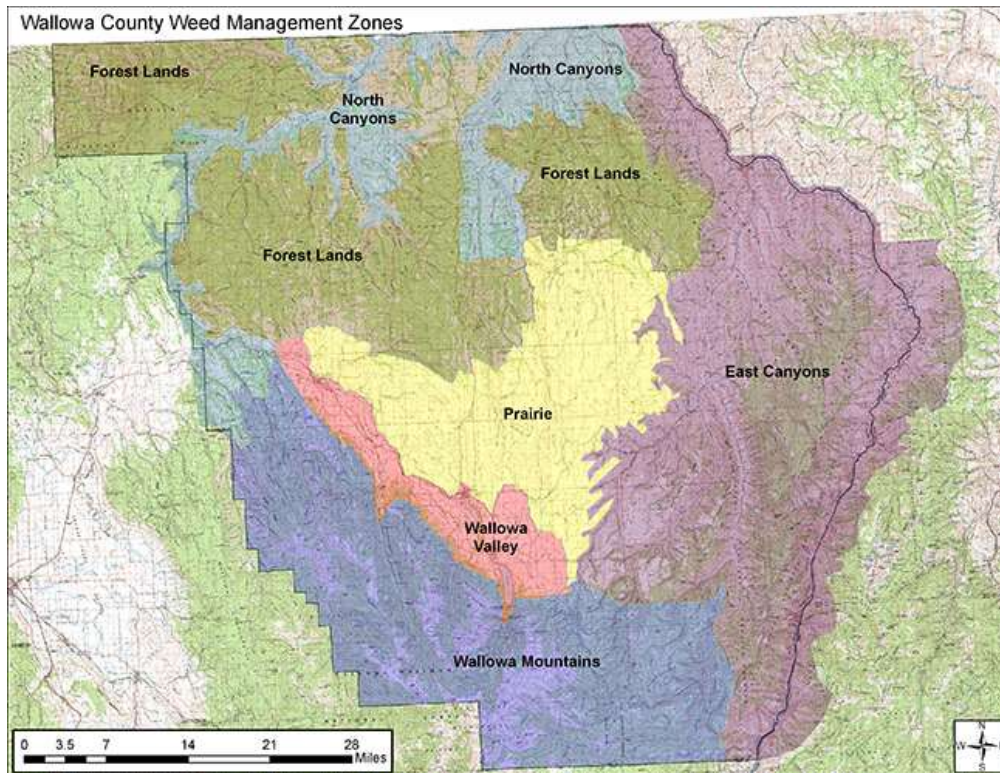 Wallowa County Weed Management Zones
Forest Lands
North Canyons
North
Canyons
Forest Lands
Forest Lands
East Canyons
Prairie
Wallowa
Valley
Wallowa Mountains
0 3.5 7 14 21 28
Miles
N
W E
S